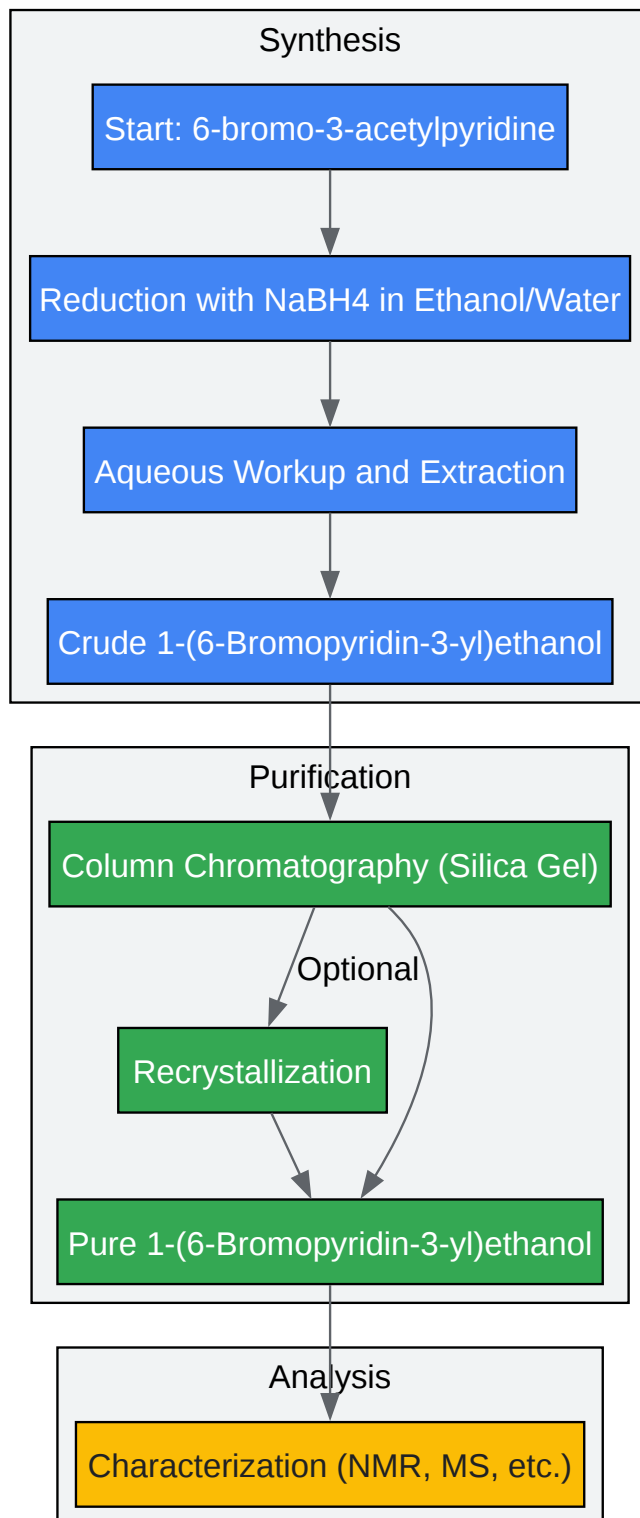 Synthesis
Start: 6-bromo-3-acetylpyridine
Reduction with NaBH4 in Ethanol/Water
Aqueous Workup and Extraction
Crude 1-(6-Bromopyridin-3-yl)ethanol
Purification
Column Chromatography (Silica Gel)
Optional
Recrystallization
Pure 1-(6-Bromopyridin-3-yl)ethanol
Analysis
Characterization (NMR, MS, etc.)